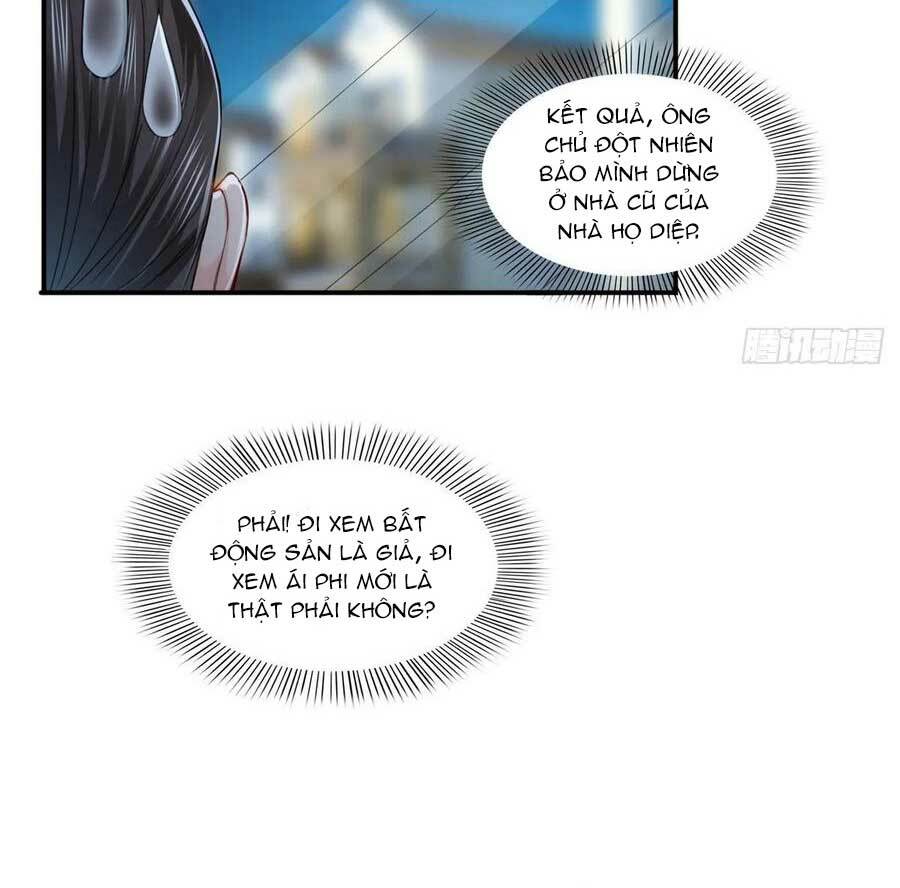 KẾT QUẢ, ÔNG
CHỦ ĐỘT NHIÊN
BẢO MÌNH DỪNG
Ở NHÀ CŨ CỦA
NHÀ HỌ DIỆP.
腾讯动漫
PHẢI! ĐI XEM BẤT
ĐỘNG SẢN LÀ GIẢ, ĐI
XEM ÁI PHI MỚI LÀ
THẬT PHẢI KHÔNG?